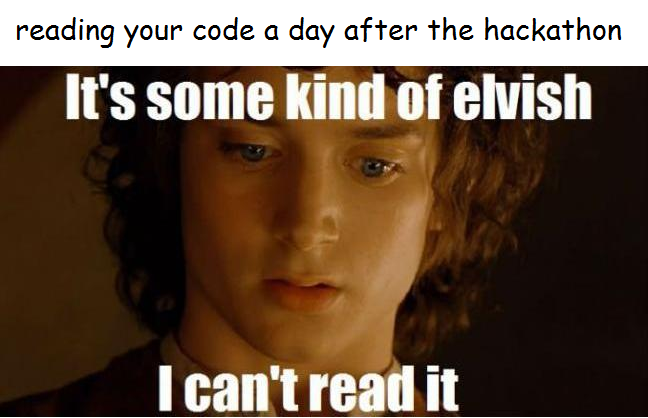 reading your code a day after the hackathon
It's some kind of elvish
I can't read it